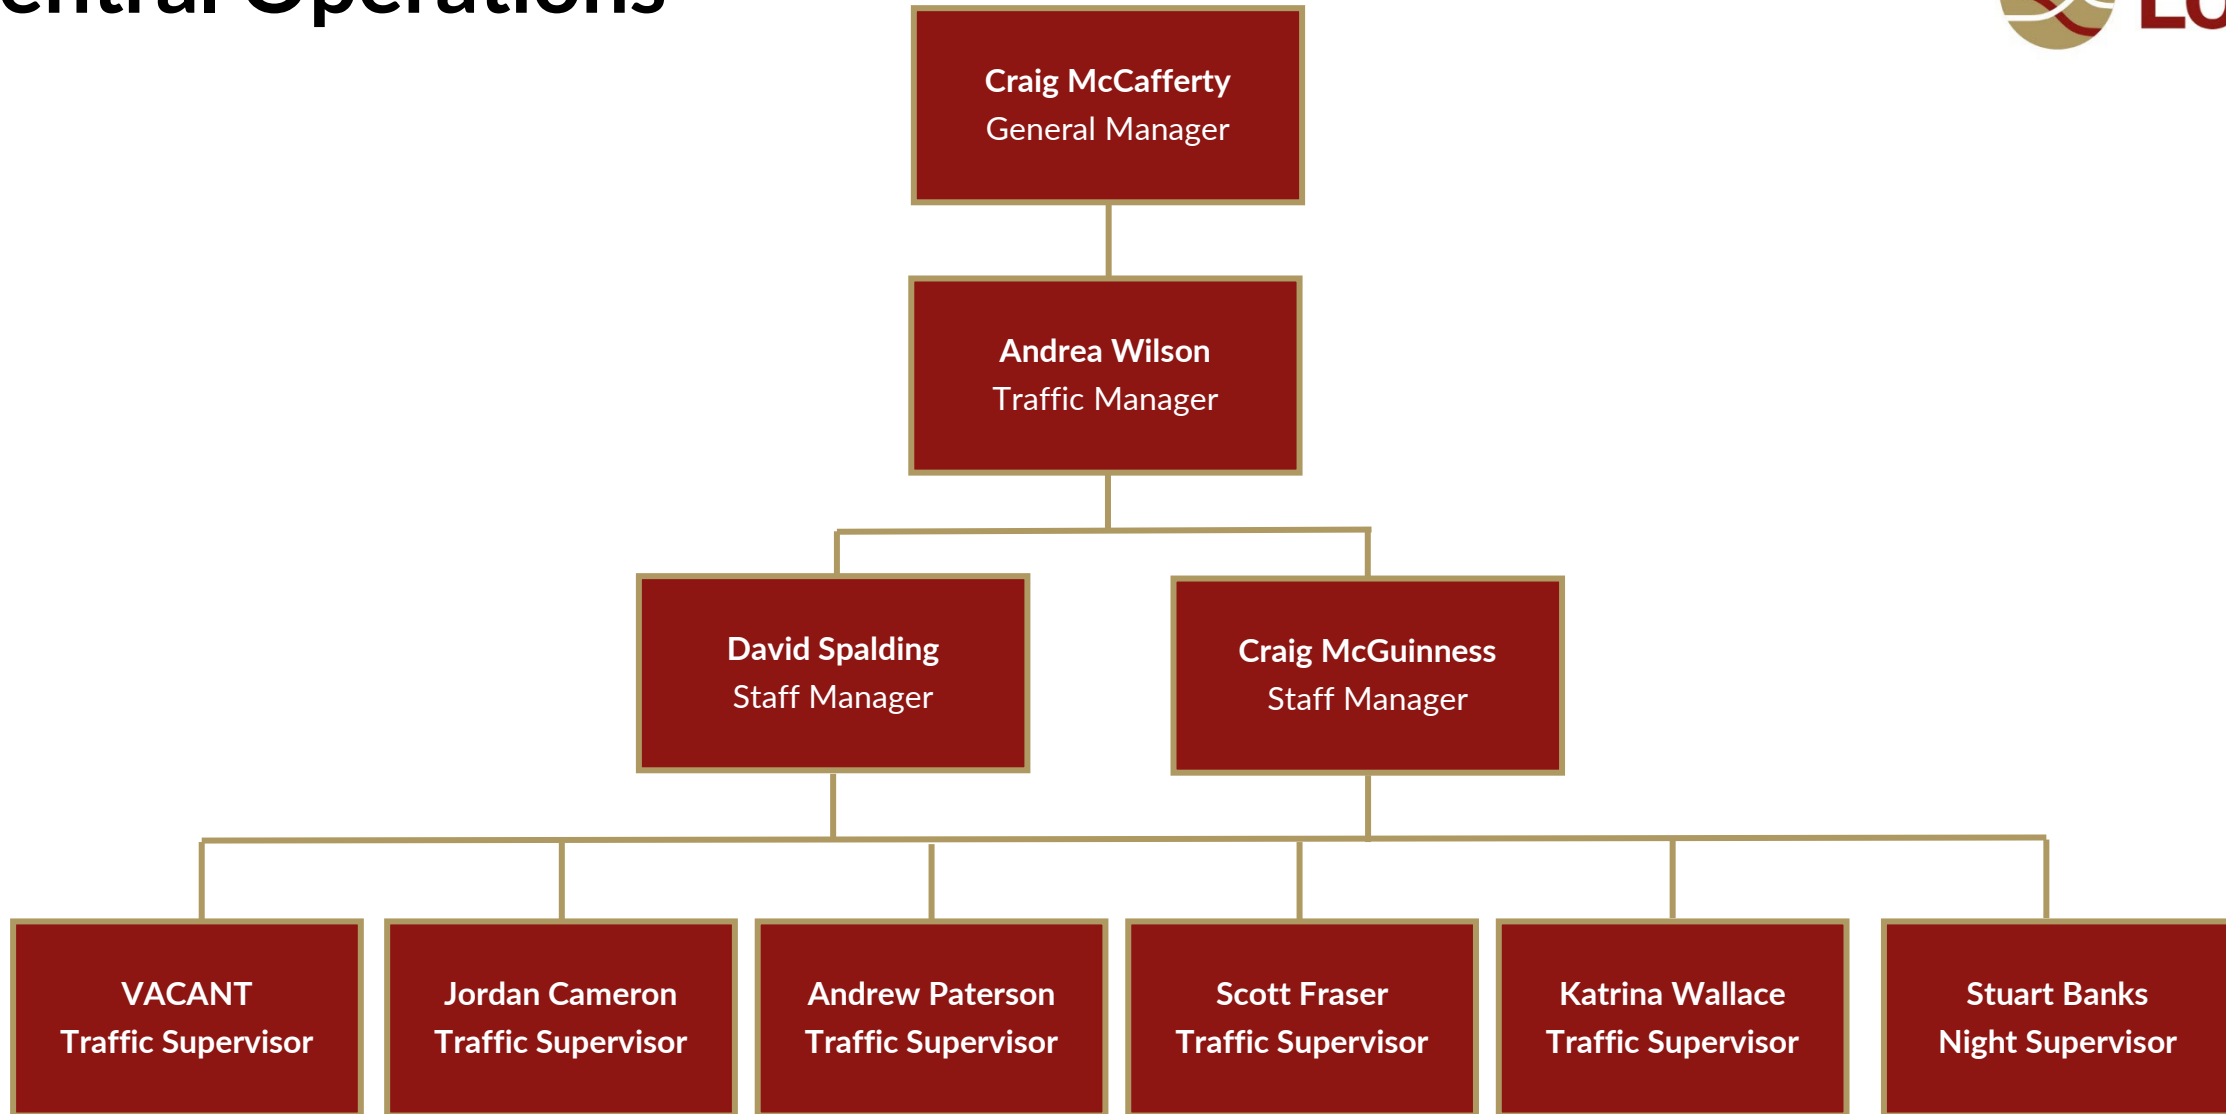 entral Operations
Craig McCafferty
General Manager
Andrea Wilson
Traffic Manager
David Spalding
Staff Manager
Craig McGuinness
Staff Manager
VACANT
Traffic Supervisor
Jordan Cameron
Traffic Supervisor
Andrew Paterson
Traffic Supervisor
Scott Fraser
Traffic Supervisor
Katrina Wallace
Traffic Supervisor
Stuart Banks
Night Supervisor